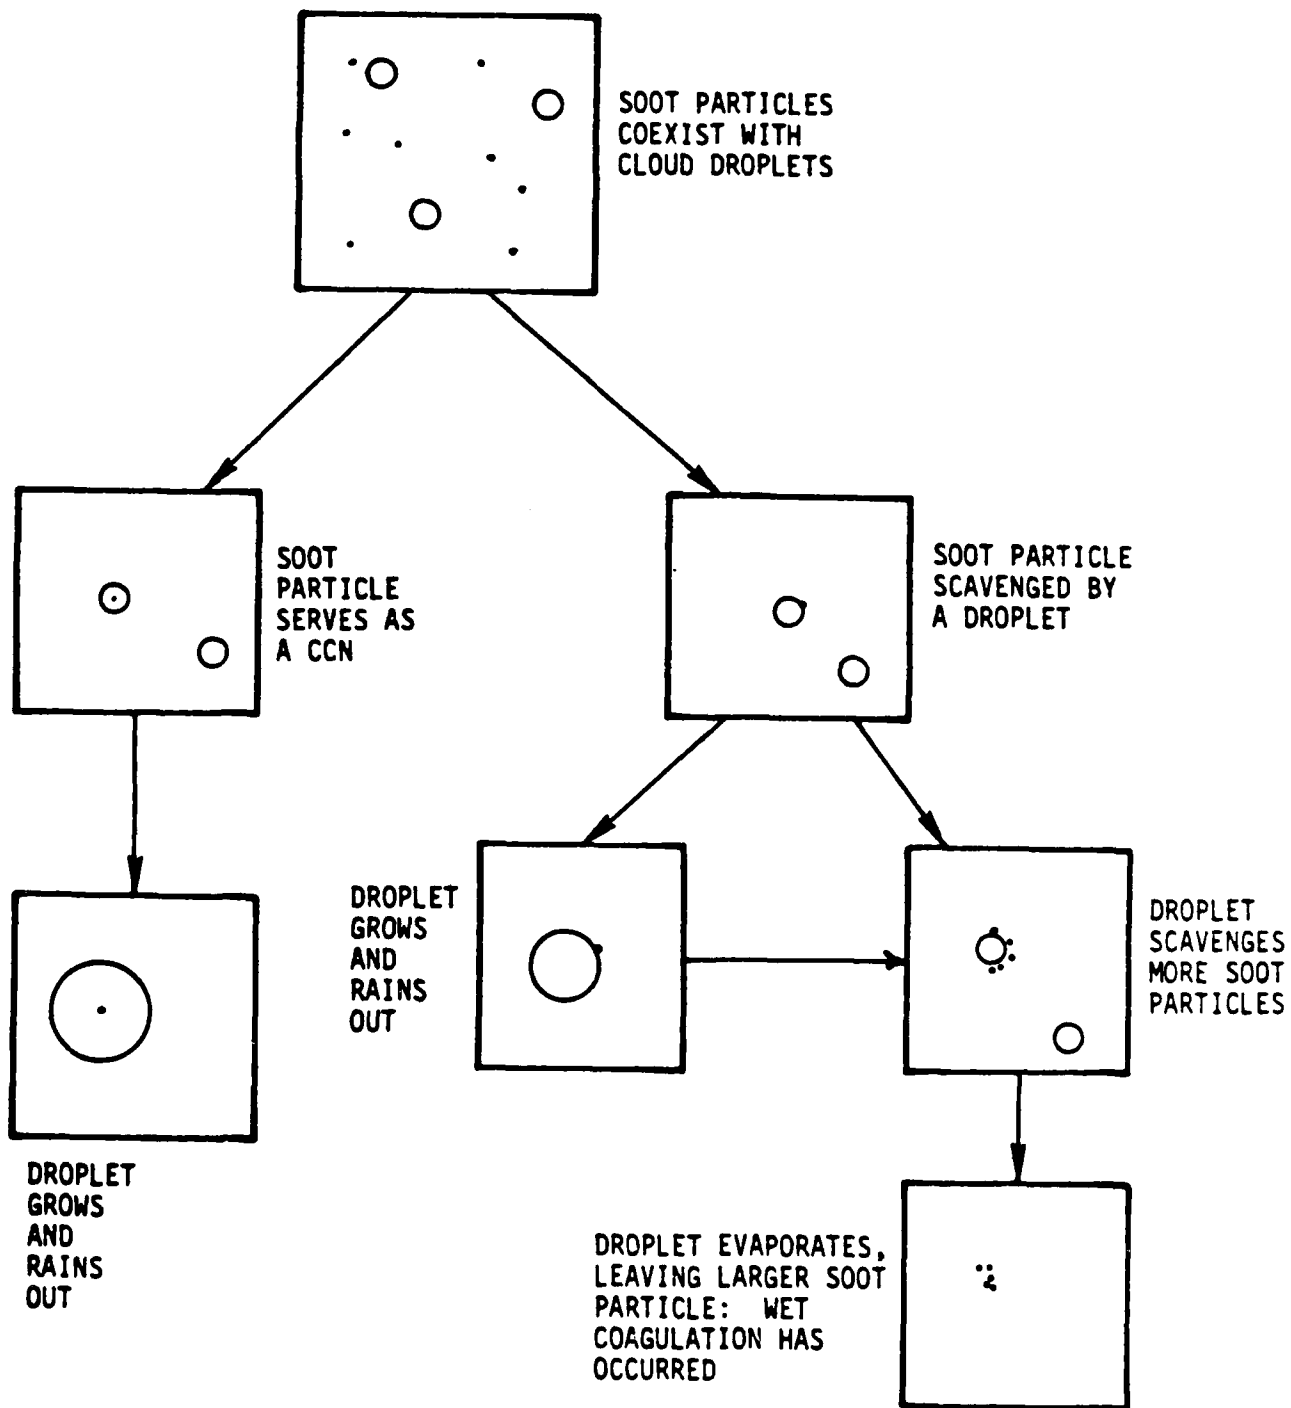 SOOT PARTICLES
COEXIST WITH
CLOUD DROPLETS
SOOT
PARTICLE
SERVES AS
A CCN
SOOT PARTICLE
SCAVENGED BY
A DROPLET
DROPLET
GROWS
AND
RAINS
OUT
DROPLET
SCAVENGES
MORE SOOT
PARTICLES
DROPLET
GROWS
AND
RAINS
OUT
DROPLET EVAPORATES,
LEAVING LARGER SOOT
PARTICLE: WET
COAGULATION HAS
OCCURRED